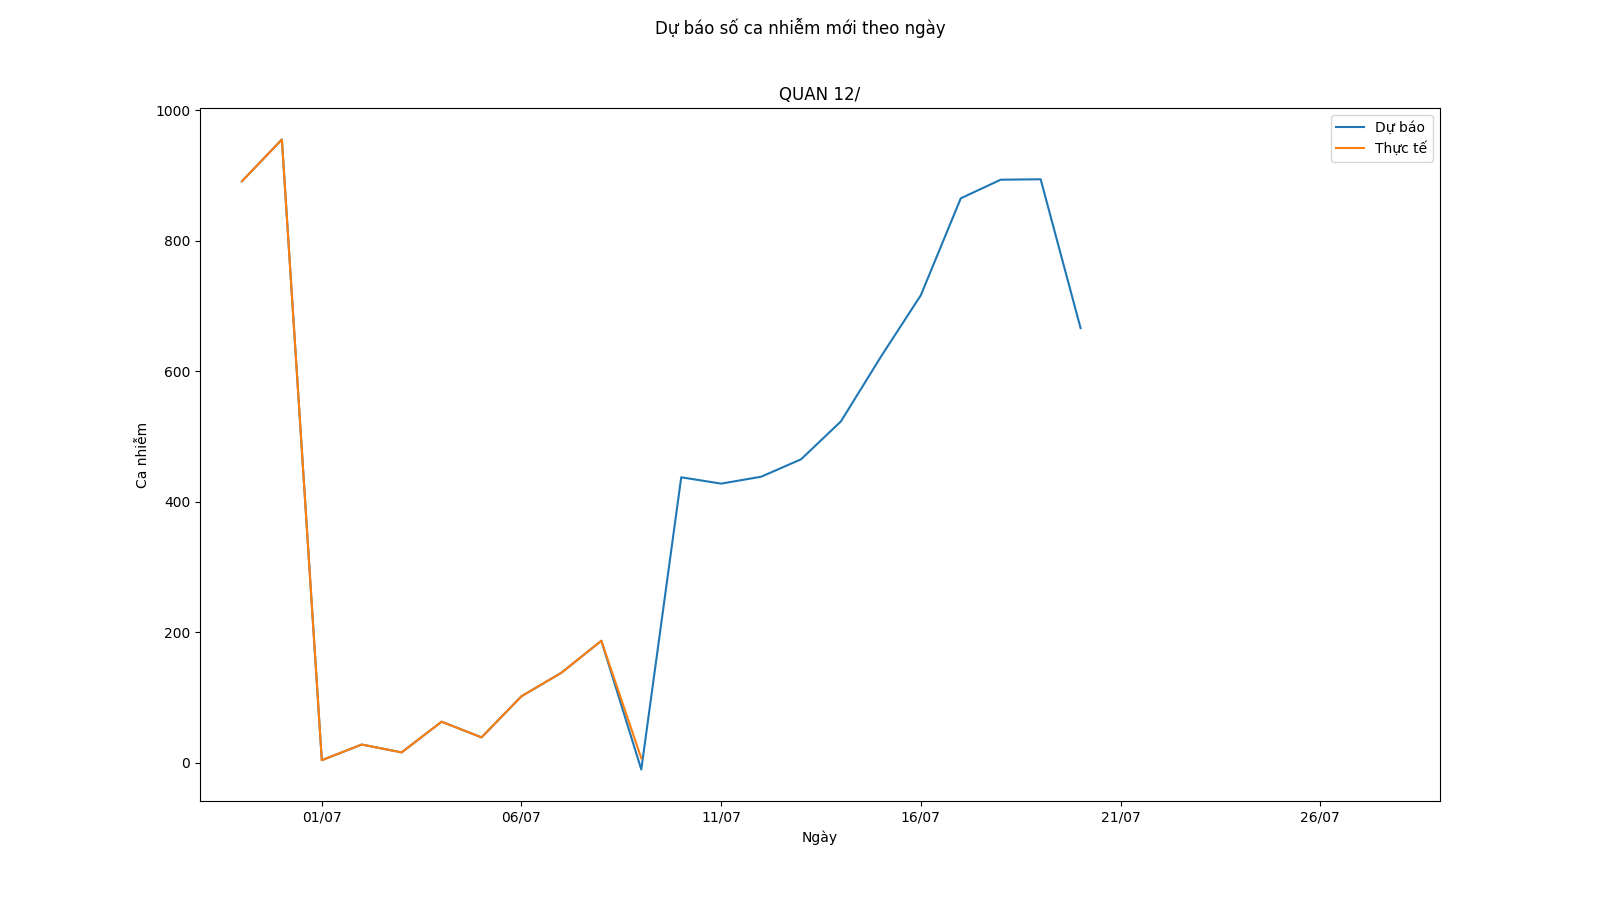 Dự báo số ca nhiễm mới theo ngày
QUAN 12/
Dự báo
Thực tế
1000
800
600
400
200
0
Ca nhiễm
01/07
06/07
11/07
16/07
21/07
26/07
Ngày